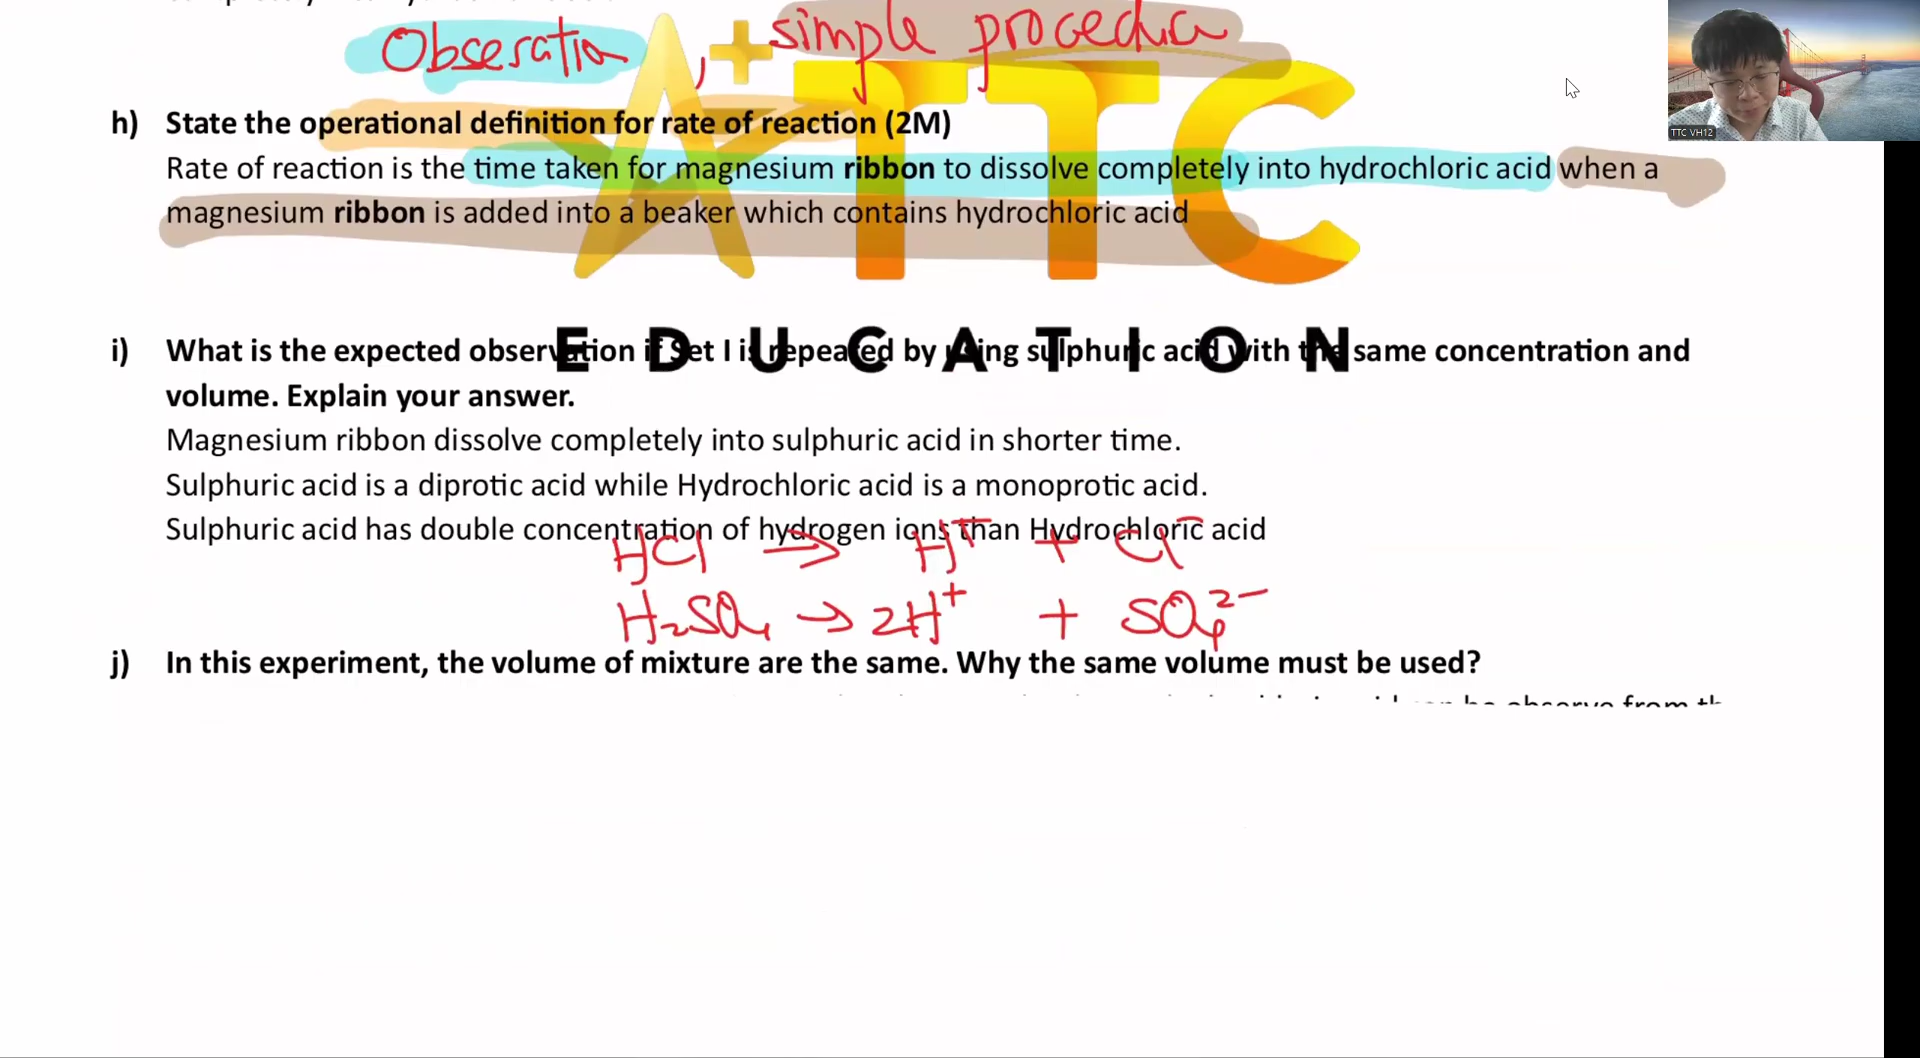 Obseration, simple procedure
h) State the operational definition for rate of reaction (2M)
Rate of reaction is the time taken for magnesium ribbon to dissolve completely into hydrochloric acid when a
magnesium ribbon is added into a beaker which contains hydrochloric acid
TTC
EDUCATION
i) What is the expected observation if Set I is repeated by using sulphuric acid with the same concentration and
volume. Explain your answer.
Magnesium ribbon dissolve completely into sulphuric acid in shorter time.
Sulphuric acid is a diprotic acid while Hydrochloric acid is a monoprotic acid.
Sulphuric acid has double concentration of hydrogen ions than Hydrochloric acid
HCl → H⁺ + Cl⁻
H₂SO₄ → 2H⁺ + SO₄²⁻
j) In this experiment, the volume of mixture are the same. Why the same volume must be used?
TTC VH12